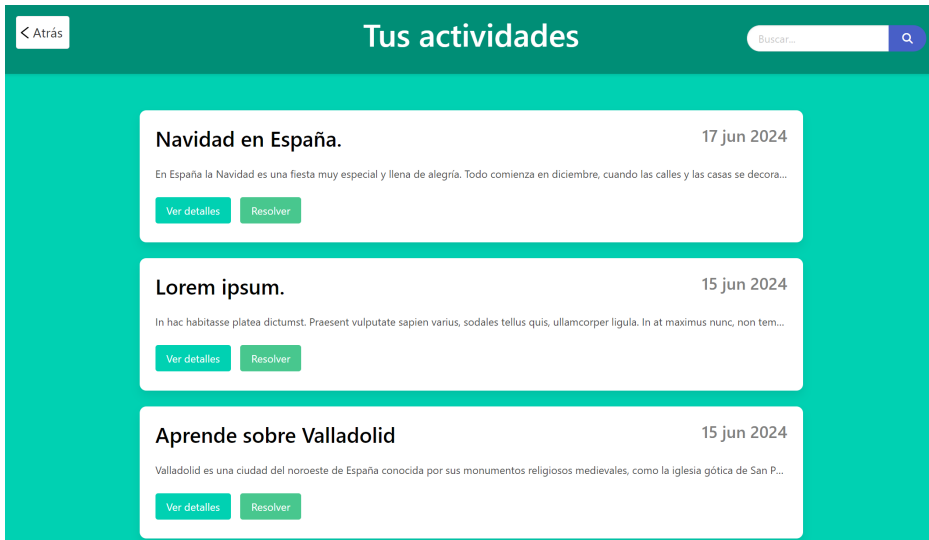 Atrás
Tus actividades
Buscar...
Navidad en España.
17 jun 2024
En España la Navidad es una fiesta muy especial y llena de alegría. Todo comienza en diciembre, cuando las calles y las casas se decora...
Ver detalles
Resolver
Lorem ipsum.
15 jun 2024
In hac habitasse platea dictumst. Praesent vulputate sapien varius, sodales tellus quis, ullamcorper ligula. In at maximus nunc, non tem...
Ver detalles
Resolver
Aprende sobre Valladolid
15 jun 2024
Valladolid es una ciudad del noroeste de España conocida por sus monumentos religiosos medievales, como la iglesia gótica de San P...
Ver detalles
Resolver